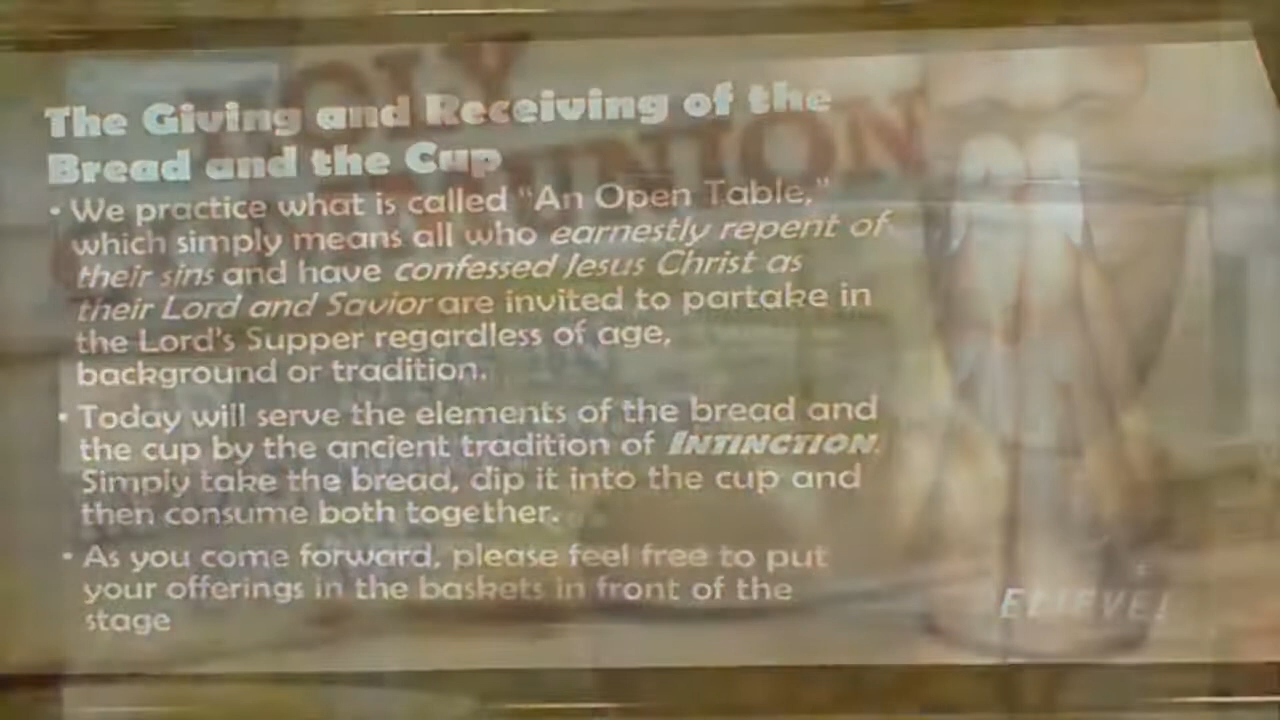 HOLY
The Giving and Receiving of the
Bread and the Cup
• We practice what is called "An Open Table,"
which simply means all who earnestly repent of
their sins and have confessed Jesus Christ as
their Lord and Savior are invited to partake in
the Lord's Supper regardless of age,
background or tradition.
• Today will serve the elements of the bread and
the cup by the ancient tradition of INTINCTION.
Simply take the bread, dip it into the cup and
then consume both together.
• As you come forward, please feel free to put
your offerings in the baskets in front of the
stage